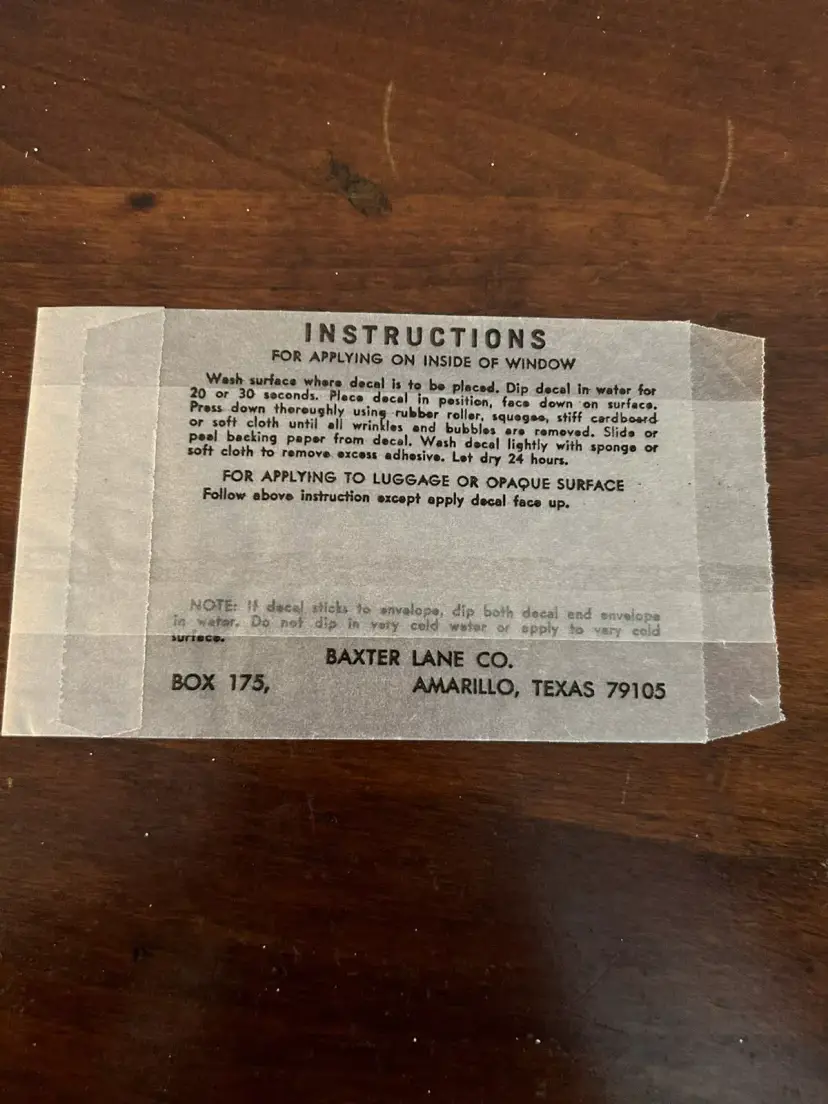 INSTRUCTIONS
FOR APPLYING ON INSIDE OF WINDOW
Wash surface where decal is to be placed. Dip decal in water for
20 or 30 seconds. Place decal in position, face down on surface.
Press down thoroughly using rubber roller, squegee, stiff cardboard
or soft cloth until all wrinkles and bubbles are removed. Slide or
peel backing paper from decal. Wash decal lightly with sponge or
soft cloth to remove excess adhesive. Let dry 24 hours.
FOR APPLYING TO LUGGAGE OR OPAQUE SURFACE
Follow above instruction except apply decal face up.
NOTE: If decal sticks to envelope, dip both decal and envelope
in water. Do not dip in very cold water or apply to very cold
surface.
BAXTER LANE CO.
BOX 175, AMARILLO, TEXAS 79105